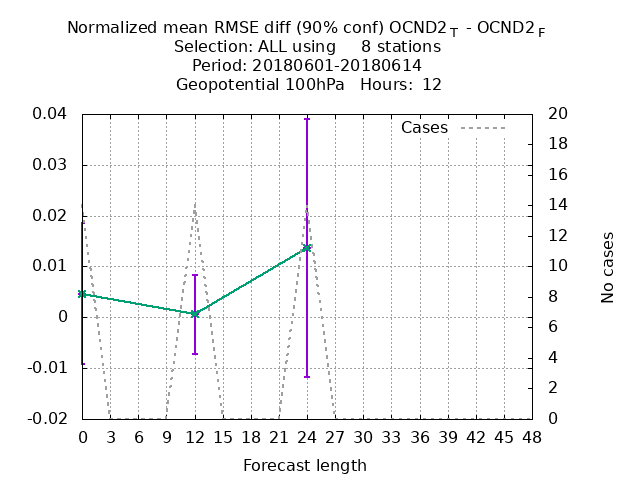 Normalized mean RMSE diff (90% conf) OCND2T - OCND2F
Selection: ALL using 8 stations
Period: 20180601-20180614
Geopotential 100hPa Hours: 12
Cases
0.04
0.03
0.02
0.01
0
-0.01
-0.02
20
18
16
14
12
10
8
6
4
2
0
No cases
0 3 6 9 12 15 18 21 24 27 30 33 36 39 42 45 48
Forecast length